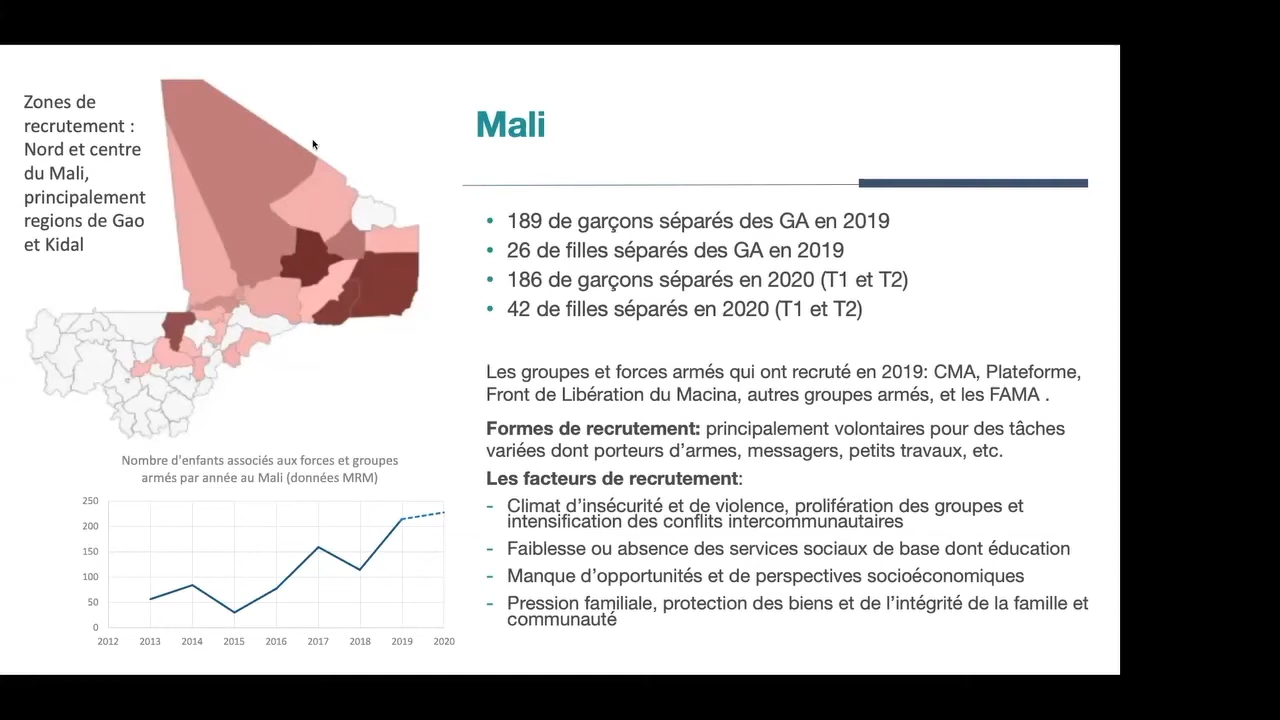 Zones de
recrutement :
Nord et centre
du Mali,
principalement
regions de Gao
et Kidal
Mali
• 189 de garçons séparés des GA en 2019
• 26 de filles séparés des GA en 2019
• 186 de garçons séparés en 2020 (T1 et T2)
• 42 de filles séparés en 2020 (T1 et T2)
Les groupes et forces armés qui ont recruté en 2019: CMA, Plateforme,
Front de Libération du Macina, autres groupes armés, et les FAMA .
Formes de recrutement: principalement volontaires pour des tâches
variées dont porteurs d'armes, messagers, petits travaux, etc.
Les facteurs de recrutement:
- Climat d'insécurité et de violence, prolifération des groupes et
intensification des conflits intercommunautaires
- Faiblesse ou absence des services sociaux de base dont éducation
- Manque d'opportunités et de perspectives socioéconomiques
- Pression familiale, protection des biens et de l'intégrité de la famille et
communauté
Nombre d'enfants associés aux forces et groupes
armés par année au Mali (données MRM)
250
200
150
100
50
0
2012 2013 2014 2015 2016 2017 2018 2019 2020